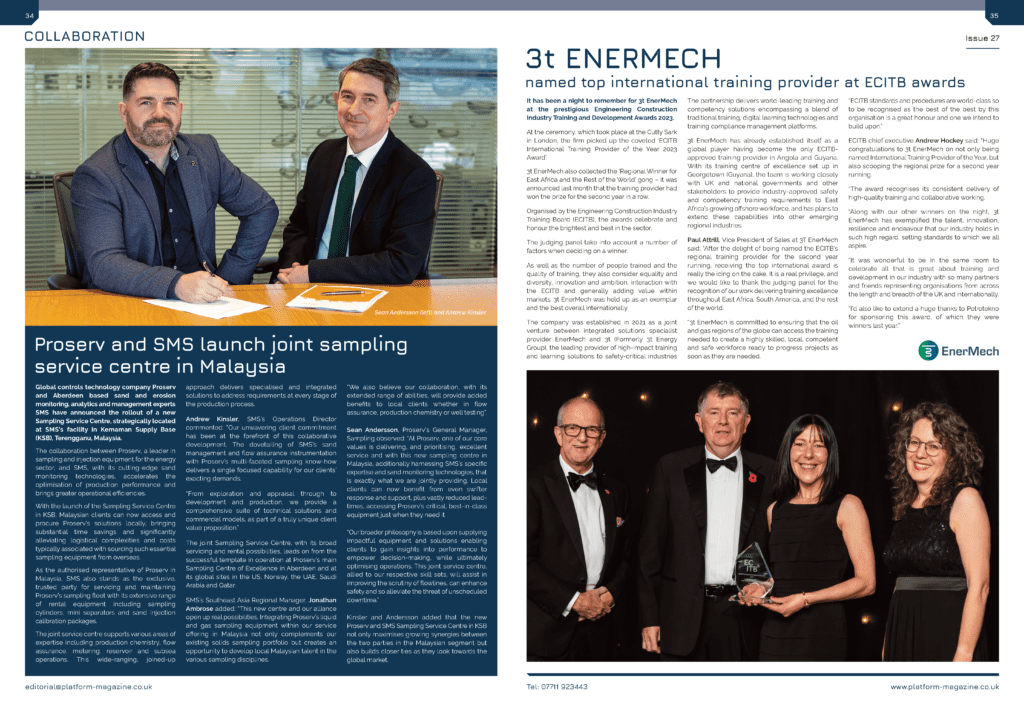 34
COLLABORATION
Sean Andersson (left) and Andrew Kinsler
Proserv and SMS launch joint sampling
service centre in Malaysia
Global controls technology company Proserv
and Aberdeen based sand and erosion
monitoring, analytics and management experts
SMS have announced the rollout of a new
Sampling Service Centre, strategically located
at SMS's facility in Kemaman Supply Base
(KSB), Terengganu, Malaysia.
The collaboration between Proserv, a leader in
sampling and injection equipment for the energy
sector, and SMS, with its cutting-edge sand
monitoring technologies, accelerates the
optimisation of production performance and
brings greater operational efficiencies.
With the launch of the Sampling Service Centre
in KSB, Malaysia clients can now access and
procure Proserv's solutions locally, bringing
substantial time savings and significantly
alleviating logistical complexities and costs
typically associated with sourcing such essential
sampling equipment from overseas.
As the authorised representative of Proserv in
Malaysia, SMS also stands as the exclusive,
trusted party for servicing and maintaining
Proserv's sampling fleet with its extensive range
of rental equipment including sampling
cylinders, mini separators and sand injection
calibration packages.
The joint service centre supports various areas of
expertise including production chemistry, flow
assurance, metering, reservoir and subsea
operations. This wide-ranging, joined-up
approach delivers specialised and integrated
solutions to address requirements at every stage of
the production process.
Andrew Kinsler, SMS's Operations Director
commented: "Our unwavering client commitment
has been at the forefront of this collaborative
development. The dovetailing of SMS's sand
management and flow assurance instrumentation
with Proserv's multi-faceted sampling know-how
delivers a single focused capability for our clients'
exacting demands.
"From exploration and appraisal through to
development and production, we provide a
comprehensive suite of technical solutions and
commercial models, as part of a truly unique client
value proposition."
The joint Sampling Service Centre, with its broad
servicing and rental possibilities, leads on from the
successful template in operation at Proserv's main
Sampling Centre of Excellence in Aberdeen and at
its global sites in the US, Norway, the UAE, Saudi
Arabia and Qatar.
SMS's Southeast Asia Regional Manager, Jonathan
Ambrose added: "This new centre and our alliance
open up real possibilities. Integrating Proserv's liquid
and gas sampling equipment within our service
offering in Malaysia not only complements our
existing solids sampling portfolio but creates an
opportunity to develop local Malaysian talent in the
various sampling disciplines.
"We also believe our collaboration, with its
extended range of abilities, will provide added
benefits to local clients whether in flow
assurance, production chemistry or well testing".
Sean Andersson, Proserv's General Manager,
Sampling observed: "At Proserv, one of our core
values is delivering, and prioritising, excellent
service and with this new sampling centre in
Malaysia, additionally harnessing SMS's specific
expertise and sand monitoring technologies, that
is exactly what we are jointly providing. Local
clients can now benefit from even swifter
response and support, plus vastly reduced lead-
times, accessing Proserv's critical, best-in-class
equipment just when they need it.
"Our broader philosophy is based upon supplying
impactful equipment and solutions enabling
clients to gain insights into performance to
empower decision-making, while ultimately
optimising operations. This joint service centre,
allied to our respective skill sets, will assist in
improving the scrutiny of flowlines, can enhance
safety and so alleviate the threat of unscheduled
downtime."
Kinsler and Andersson added that the new
Proserv and SMS Sampling Service Centre in KSB
not only maximises growing synergies between
the two parties in the Malaysian segment but
also builds closer ties as they look towards the
global market.
editorial@platform-magazine.co.uk
35
Issue 27
3t ENERMECH
named top international training provider at ECITB awards
It has been a night to remember for 3t EnerMech
at the prestigious Engineering Construction
Industry Training and Development Awards 2023.
At the ceremony, which took place at the Cutty Sark
in London, the firm picked up the coveted 'ECITB
International Training Provider of the Year 2023
Award'.
3t EnerMech also collected the 'Regional Winner for
East Africa and the Rest of the World' gong – it was
announced last month that the training provider had
won the prize for the second year in a row.
Organised by the Engineering Construction Industry
Training Board (ECITB), the awards celebrate and
honour the brightest and best in the sector.
The judging panel take into account a number of
factors when deciding on a winner.
As well as the number of people trained and the
quality of training, they also consider equality and
diversity, innovation and ambition, interaction with
the ECITB and generally adding value within
markets. 3t EnerMech was held up as an exemplar
and the best overall internationally.
The company was established in 2021 as a joint
venture between integrated solutions specialist
provider EnerMech and 3t (Formerly 3t Energy
Group), the leading provider of high-impact training
and learning solutions to safety-critical industries
The partnership delivers world-leading training and
competency solutions encompassing a blend of
traditional training, digital learning technologies and
training compliance management platforms.
3t EnerMech has already established itself as a
global player having become the only ECITB-
approved training provider in Angola and Guyana.
With its training centre of excellence set up in
Georgetown (Guyana), the team is working closely
with UK and national governments and other
stakeholders to provide industry-approved safety
and competency training requirements to East
Africa's growing offshore workforce, and has plans to
extend these capabilities into other emerging
regional industries.
Paul Attrill, Vice President of Sales at 3T EnerMech
said: "After the delight of being named the ECITB's
regional training provider for the second year
running, receiving the top international award is
really the icing on the cake. It is a real privilege, and
we would like to thank the judging panel for the
recognition of our work delivering training excellence
throughout East Africa, South America, and the rest
of the world.
"3t EnerMech is committed to ensuring that the oil
and gas regions of the globe can access the training
needed to create a highly skilled, local, competent
and safe workforce ready to progress projects as
soon as they are needed.
"ECITB standards and procedures are world-class so
to be recognised as the best of the best by this
organisation is a great honour and one we intend to
build upon."
ECITB chief executive Andrew Hockey said: "Huge
congratulations to 3t EnerMech on not only being
named International Training Provider of the Year, but
also scooping the regional prize for a second year
running.
"The award recognises its consistent delivery of
high-quality training and collaborative working.
"Along with our other winners on the night, 3t
EnerMech has exemplified the talent, innovation,
resilience and endeavour that our industry holds in
such high regard, setting standards to which we all
aspire.
"It was wonderful to be in the same room to
celebrate all that is great about training and
development in our industry with so many partners
and friends representing organisations from across
the length and breadth of the UK and internationally.
"I'd also like to extend a huge thanks to Petrotekno
for sponsoring this award, of which they were
winners last year."
3t EnerMech
EC
ITB
Tel: 07711 923443
www.platform-magazine.co.uk